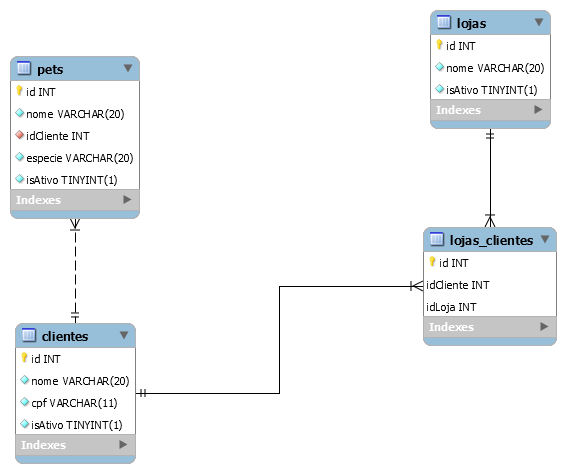 pets
id INT
nome VARCHAR(20)
idCliente INT
especie VARCHAR(20)
isAtivo TINYINT(1)
Indexes
lojas
id INT
nome VARCHAR(20)
isAtivo TINYINT(1)
Indexes
clientes
id INT
nome VARCHAR(20)
cpf VARCHAR(11)
isAtivo TINYINT(1)
Indexes
lojas_clientes
id INT
idCliente INT
idLoja INT
Indexes